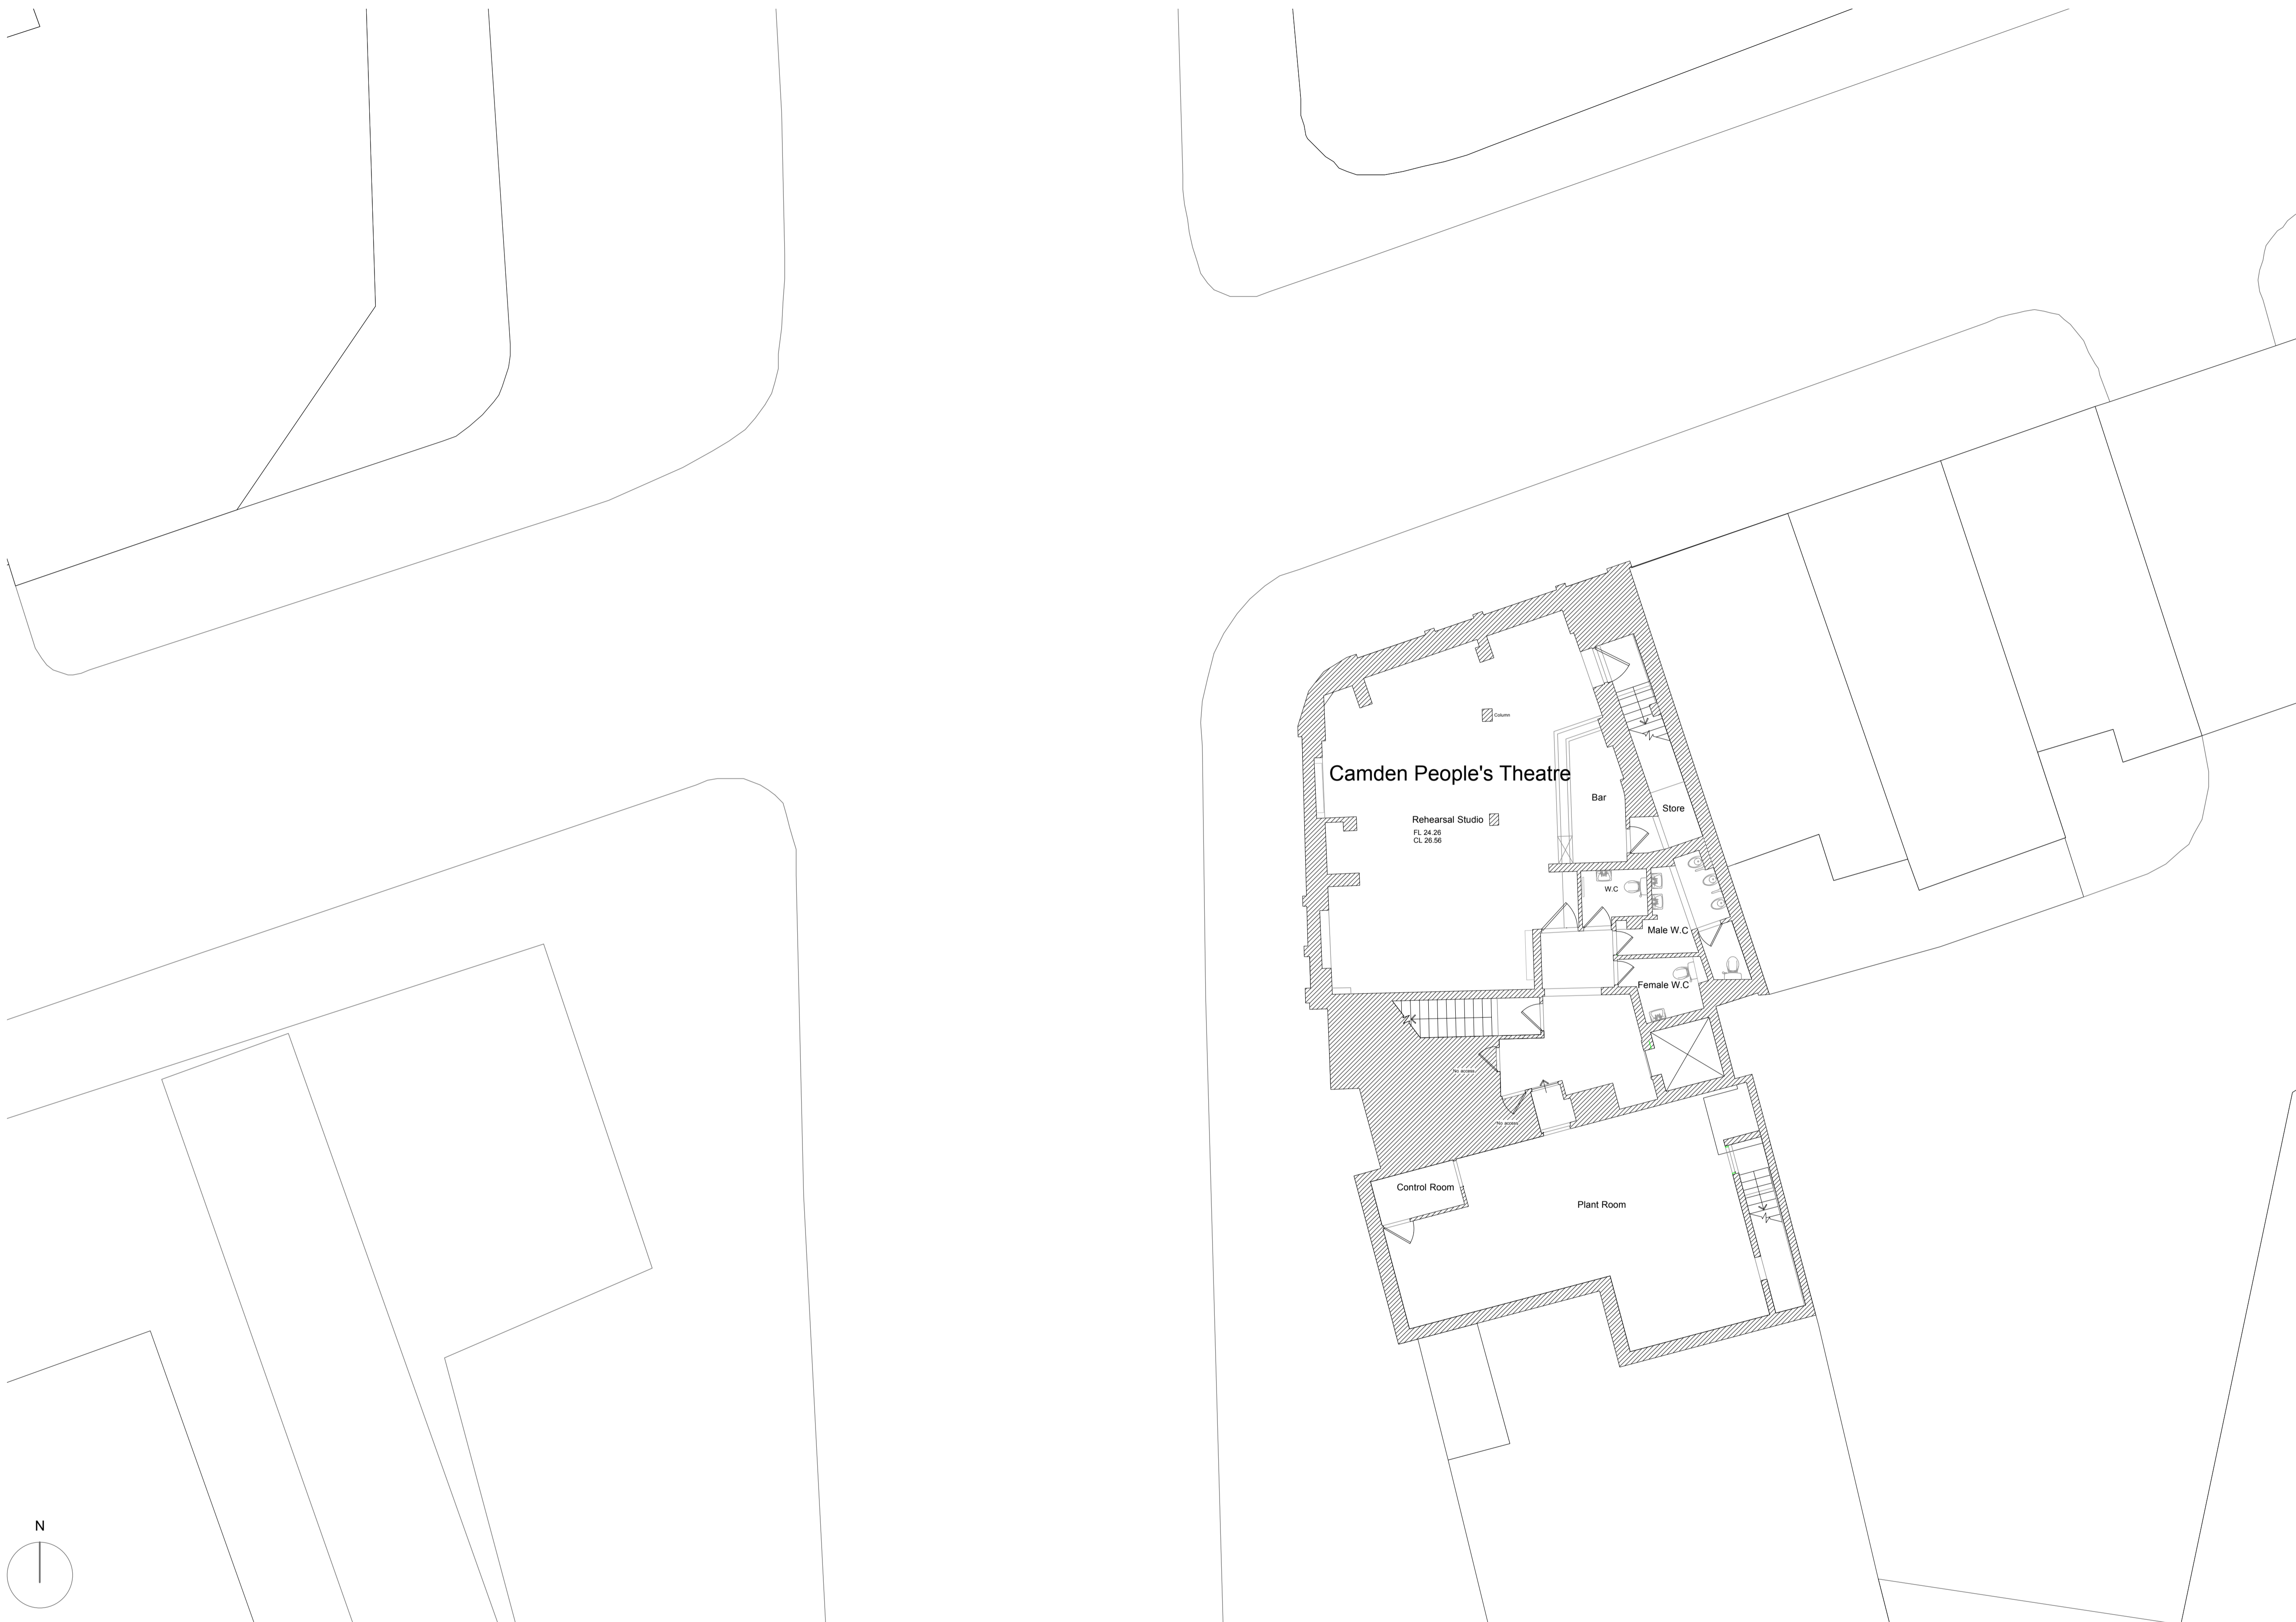 Column
Camden People's Theatre
Bar
Store
Rehearsal Studio
FL 24.26
CL 26.56
W.C
Male W.C
Female W.C
No access
No access
Control Room
Plant Room
N